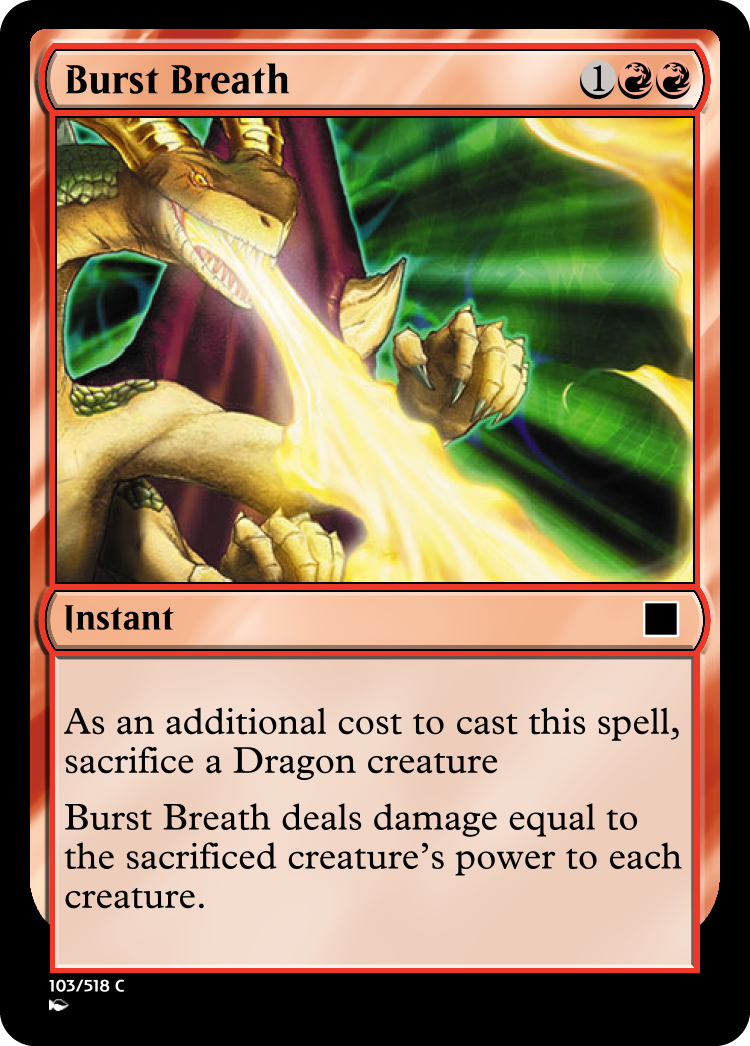 Burst Breath 1
Instant
As an additional cost to cast this spell,
sacrifice a Dragon creature
Burst Breath deals damage equal to
the sacrificed creature’s power to each
creature.
103/518 C